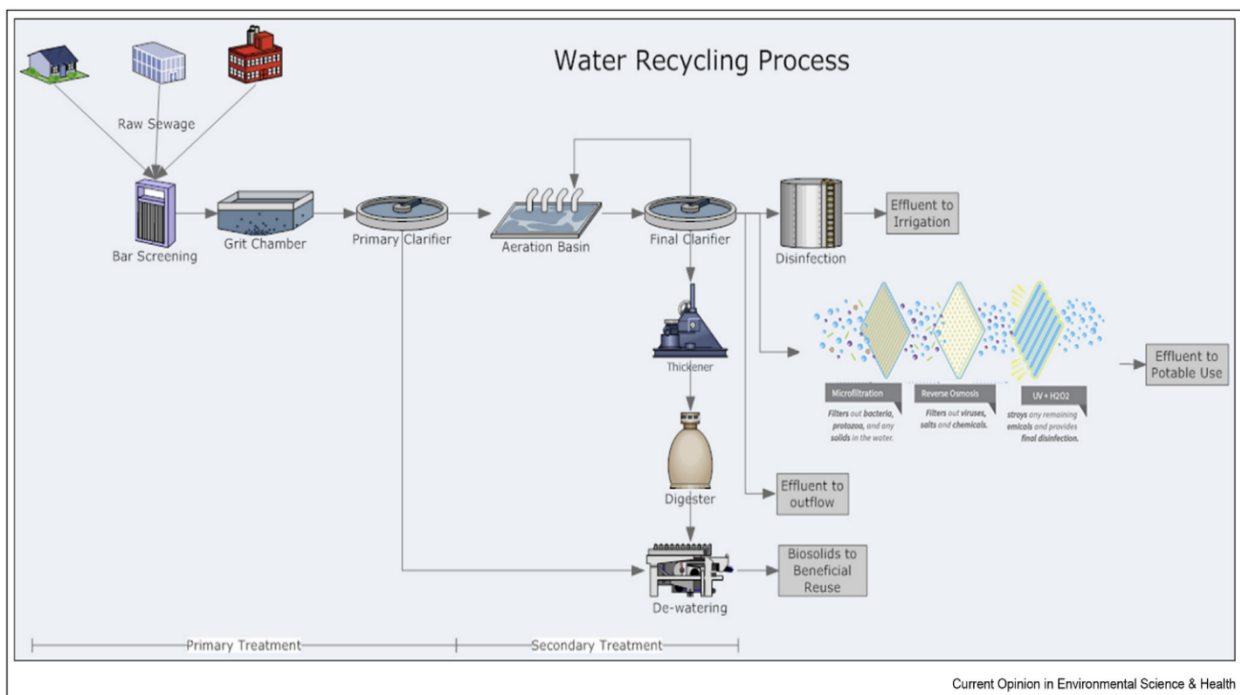 Water Recycling Process
Raw Sewage
Bar Screening
Grit Chamber
Primary Clarifier
Aeration Basin
Final Clarifier
Disinfection
Effluent to
Irrigation
Thickener
Microfiltration
Filters out bacteria,
protozoa, and any
solids in the water.
Reverse Osmosis
Filters out viruses,
salts and chemicals.
UV + H2O2
stroys any remaining
emicals and provides
final disinfection.
Effluent to
Potable Use
Digester
Effluent to
outflow
De-watering
Biosolids to
Beneficial
Reuse
Primary Treatment
Secondary Treatment
Current Opinion in Environmental Science & Health